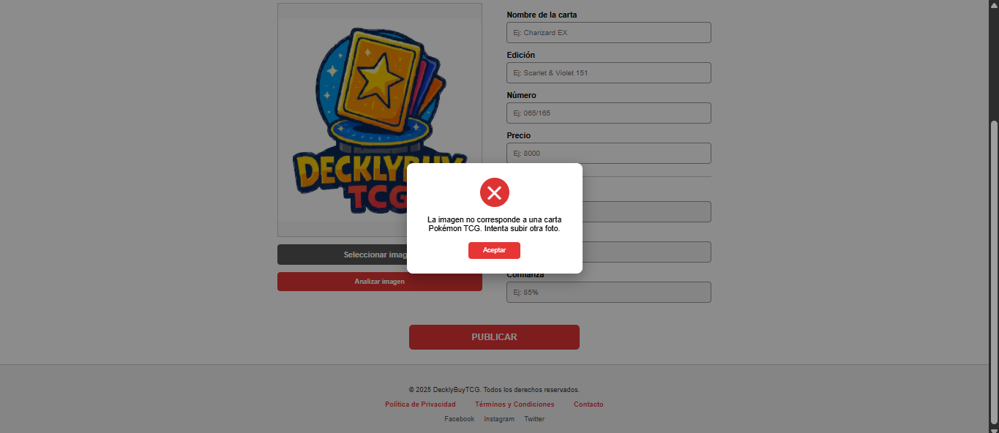 Nombre de la carta
Ej: Charizard EX
Edición
Ej: Scarlet & Violet 151
Número
Ej: 065/165
Precio
Ej: 8000
DECKLYBUY
TCG
La imagen no corresponde a una carta
Pokémon TCG. Intenta subir otra foto.
Aceptar
Seleccionar imag
Analizar imagen
Confianza
Ej: 85%
PUBLICAR
© 2025 DecklyBuyTCG. Todos los derechos reservados.
Política de Privacidad Términos y Condiciones Contacto
Facebook Instagram Twitter